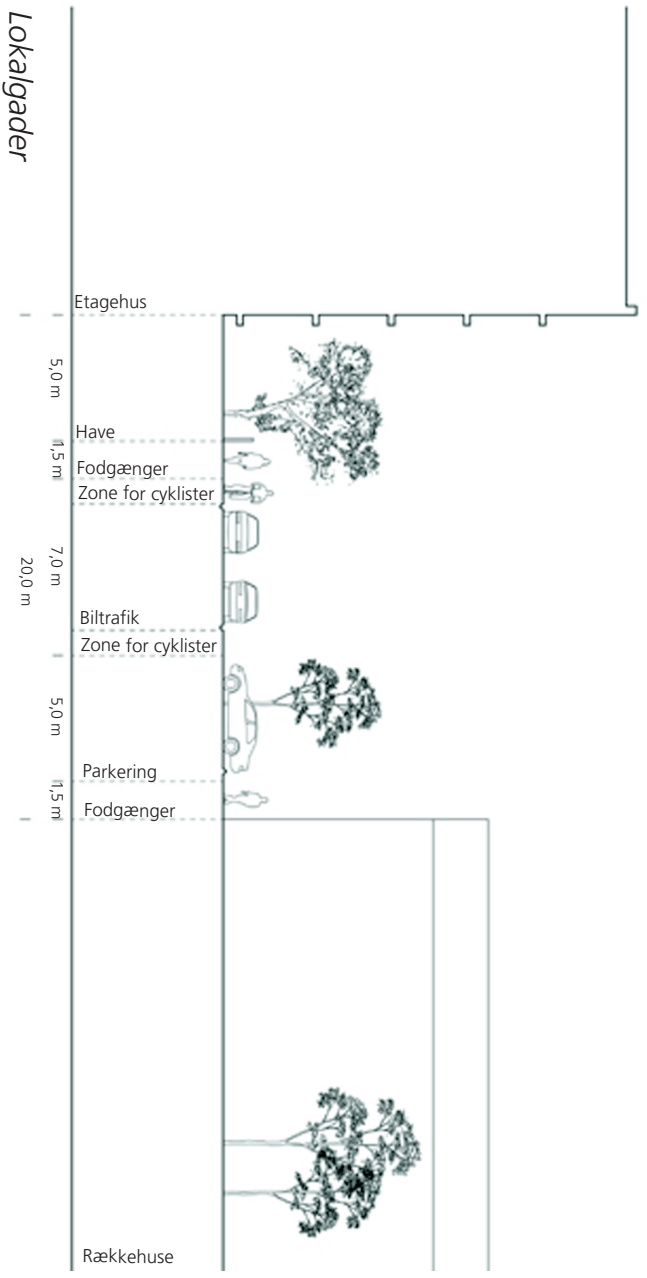 Lokalgader
Etagehus
5,0 m
Have
1,5 m
Fodgænger
Zone for cyklister
7,0 m
20,0 m
Biltrafik
Zone for cyklister
5,0 m
Parkering
1,5 m
Fodgænger
Rækkehuse